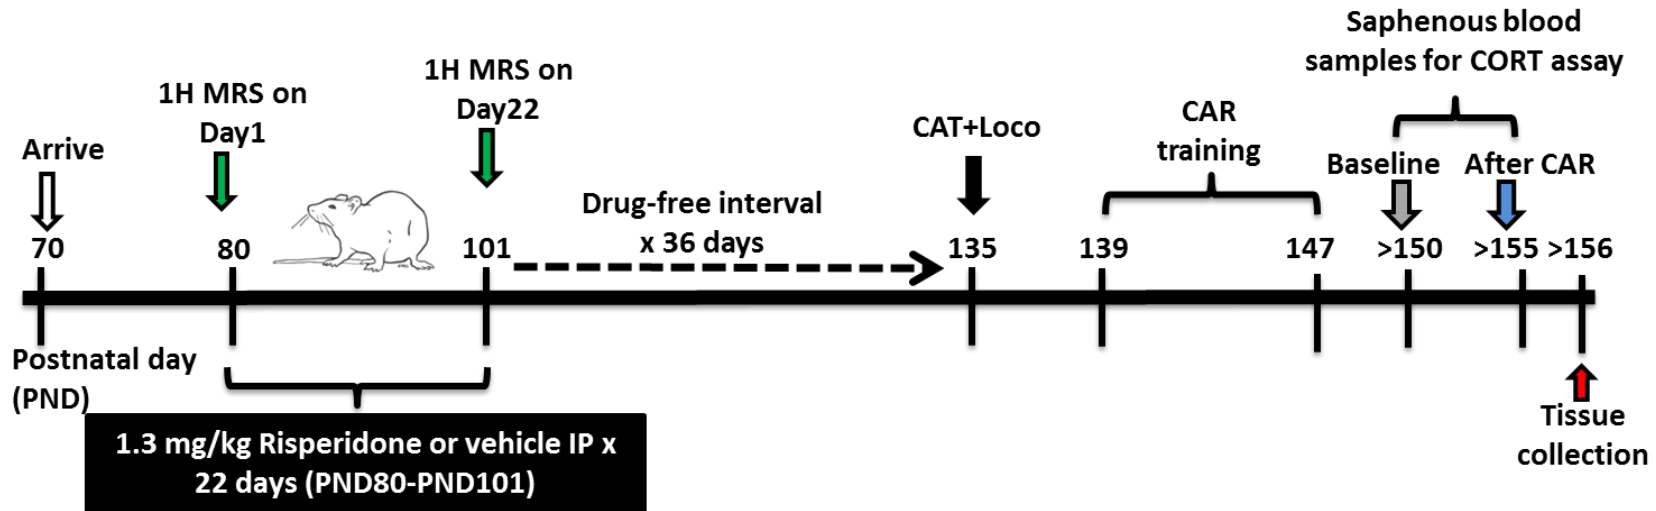 Saphenous blood
samples for CORT assay
1H MRS on
Day22
1H MRS on
Day1
CAR
training
CAT+Loco
Arrive
Baseline
After CAR
Drug-free interval
x 36 days
70
80
101
135
139
147
>150
>155
>156
Postnatal day
(PND)
1.3 mg/kg Risperidone or vehicle IP x
22 days (PND80-PND101)
Tissue
collection